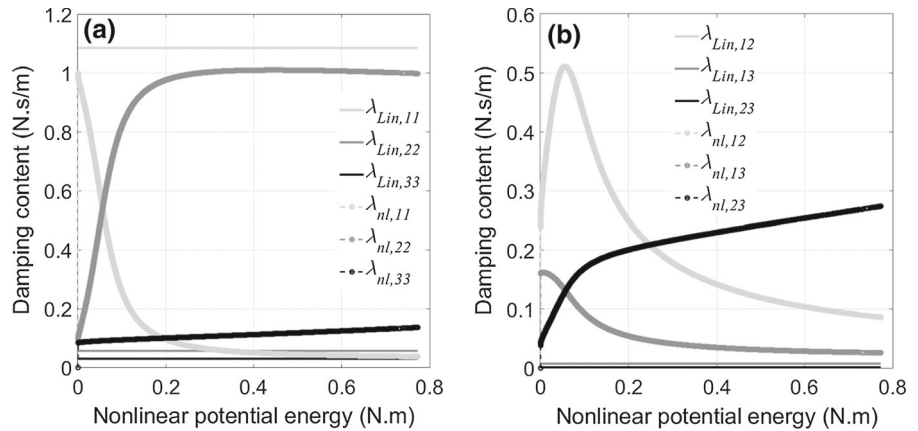 (a)
Damping content (N.s/m)
1.2
1
0.8
0.6
0.4
0.2
0
0 0.2 0.4 0.6 0.8
Nonlinear potential energy (N.m)
λLin,11
λLin,22
λLin,33
λnl,11
λnl,22
λnl,33
(b)
Damping content (N.s/m)
0.6
0.5
0.4
0.3
0.2
0.1
0
0 0.2 0.4 0.6 0.8
Nonlinear potential energy (N.m)
λLin,12
λLin,13
λLin,23
λnl,12
λnl,13
λnl,23